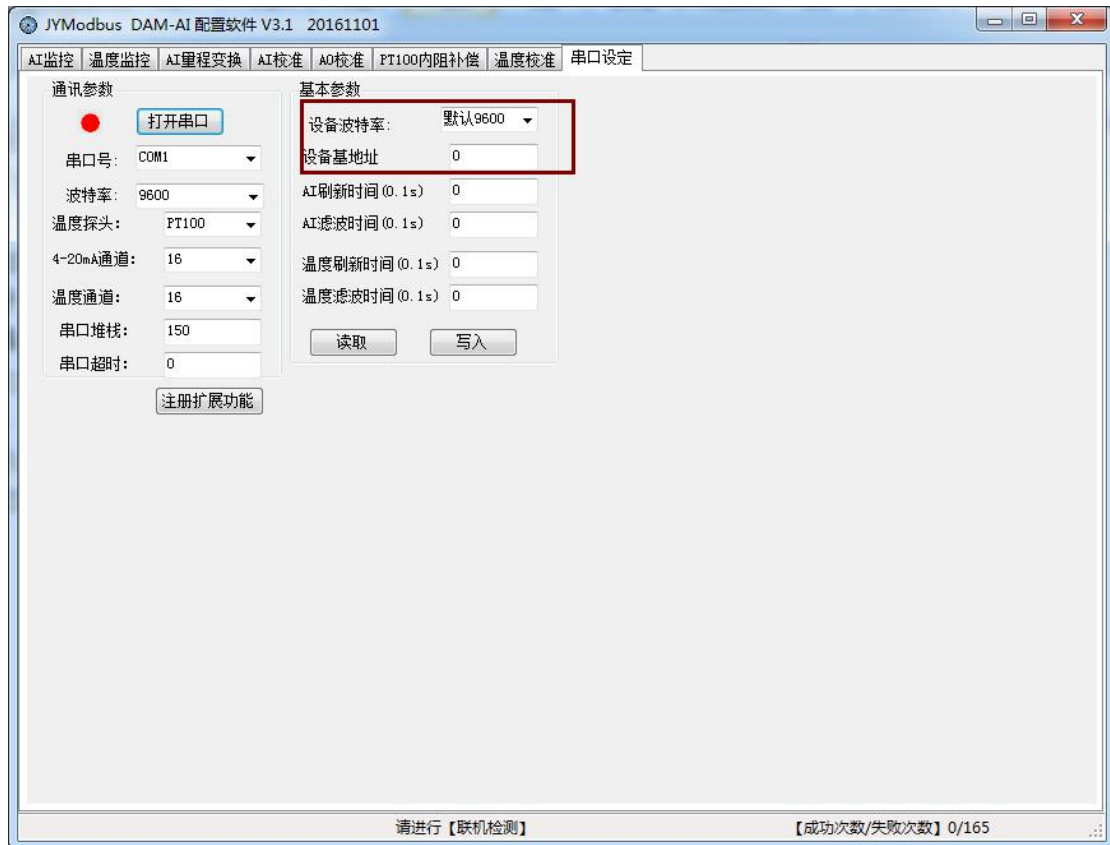 JYModbus DAM-AI 配置软件 V3.1 20161101
AI监控 温度监控 AI量程变换 AI校准 AO校准 PT100内阻补偿 温度校准 串口设定
通讯参数
打开串口
串口号: COM1
波特率: 9600
温度探头: PT100
4-20mA通道: 16
温度通道: 16
串口堆栈: 150
串口超时: 0
注册扩展功能
基本参数
设备波特率: 默认9600
设备基地址 0
AI刷新时间(0.1s) 0
AI滤波时间(0.1s) 0
温度刷新时间(0.1s) 0
温度滤波时间(0.1s) 0
读取 写入
请进行【联机检测】 【成功次数/失败次数】0/165